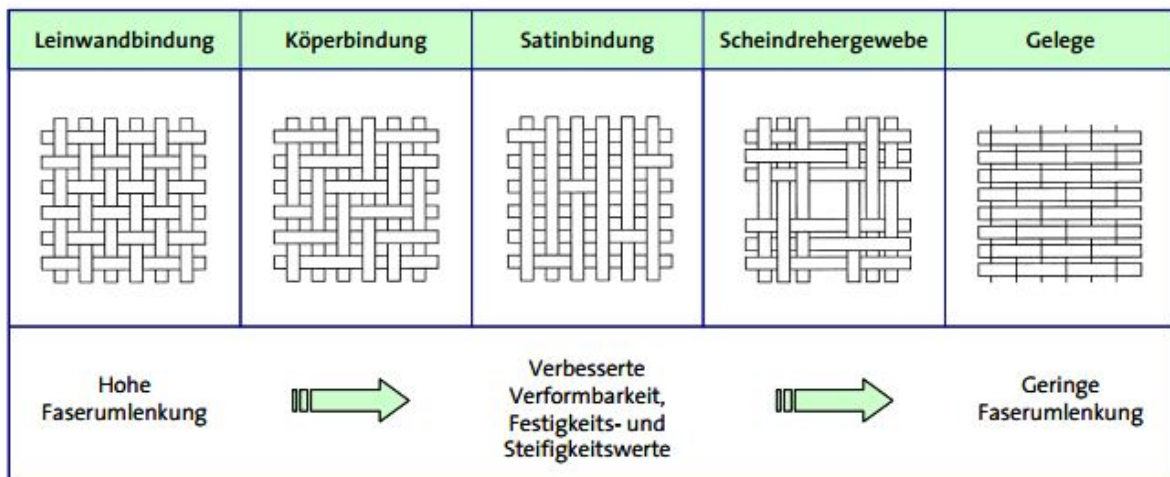 Leinwandbindung
Köperbindung
Satinbindung
Scheindrehergewebe
Gelege
Hohe
Faserumlenkung
Verbesserte
Verformbarkeit,
Festigkeits- und
Steifigkeitswerte
Geringe
Faserumlenkung